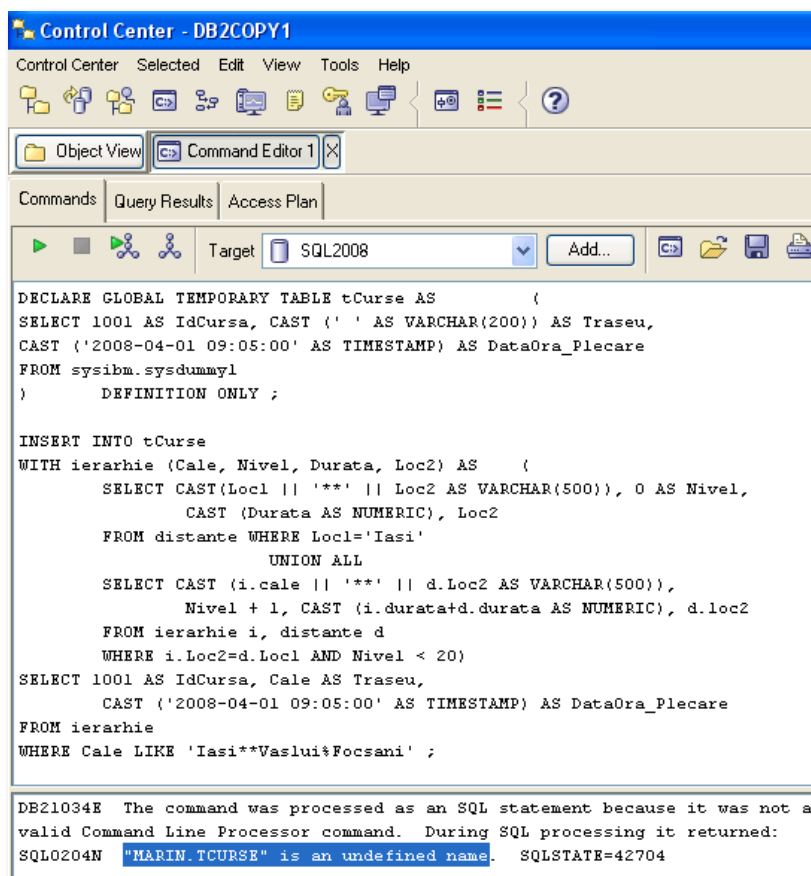 Control Center - DB2COPY1
Control Center Selected Edit View Tools Help
Object View Command Editor 1
Commands Query Results Access Plan
Target SQL2008 Add...
DECLARE GLOBAL TEMPORARY TABLE tCurse AS (
SELECT 1001 AS IdCursa, CAST (' ' AS VARCHAR(200)) AS Traseu,
CAST ('2008-04-01 09:05:00' AS TIMESTAMP) AS DataOra_Plecare
FROM sysibm.sysdummy1
) DEFINITION ONLY ;
INSERT INTO tCurse
WITH ierarhie (Cale, Nivel, Durata, Loc2) AS (
SELECT CAST(Loc1 || '**' || Loc2 AS VARCHAR(500)), 0 AS Nivel,
CAST (Durata AS NUMERIC), Loc2
FROM distante WHERE Loc1='Iasi'
UNION ALL
SELECT CAST (i.cale || '**' || d.Loc2 AS VARCHAR(500)),
Nivel + 1, CAST (i.durata+d.durata AS NUMERIC), d.loc2
FROM ierarhie i, distante d
WHERE i.Loc2=d.Loc1 AND Nivel < 20)
SELECT 1001 AS IdCursa, Cale AS Traseu,
CAST ('2008-04-01 09:05:00' AS TIMESTAMP) AS DataOra_Plecare
FROM ierarhie
WHERE Cale LIKE 'Iasi**Vaslui%Focsani' ;
DB21034E The command was processed as an SQL statement because it was not a
valid Command Line Processor command. During SQL processing it returned:
SQL0204N "MARIN.TCURSE" is an undefined name. SQLSTATE=42704